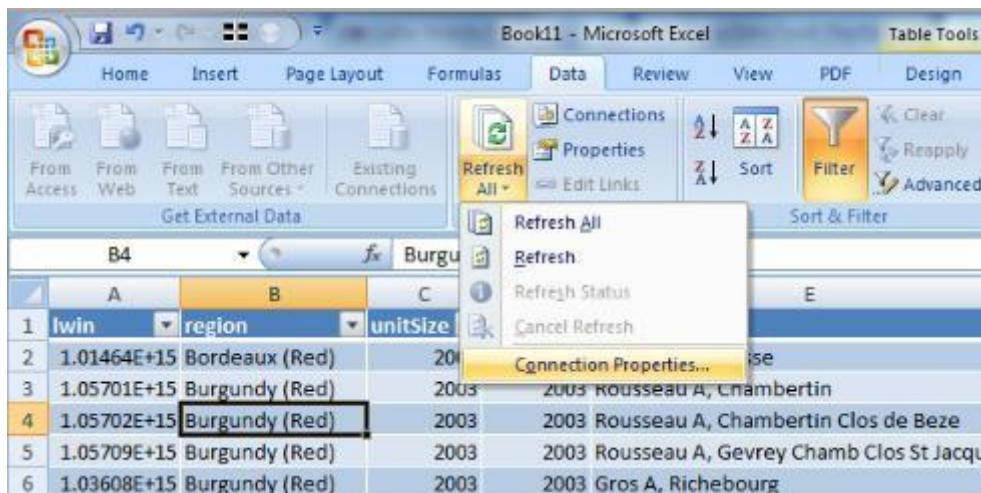 Book11 - Microsoft Excel Table Tools
Home Insert Page Layout Formulas Data Review View PDF Design
From Access From Web From Text From Other Sources Existing Connections
Get External Data
Refresh All
Connections
Properties
Edit Links
Sort
Filter
Clear
Reapply
Advanced
Sort & Filter
Refresh All
Refresh
Refresh Status
Cancel Refresh
Connection Properties...
B4 fx Burgu
A B C E
1 lwin region unitSize
2 1.01464E+15 Bordeaux (Red) 200 sse
3 1.05701E+15 Burgundy (Red) 2003 2003 Rousseau A, Chambertin
4 1.05702E+15 Burgundy (Red) 2003 2003 Rousseau A, Chambertin Clos de Beze
5 1.05709E+15 Burgundy (Red) 2003 2003 Rousseau A, Gevrey Chamb Clos St Jacqu
6 1.03608E+15 Burgundy (Red) 2003 2003 Gros A, Richebourg